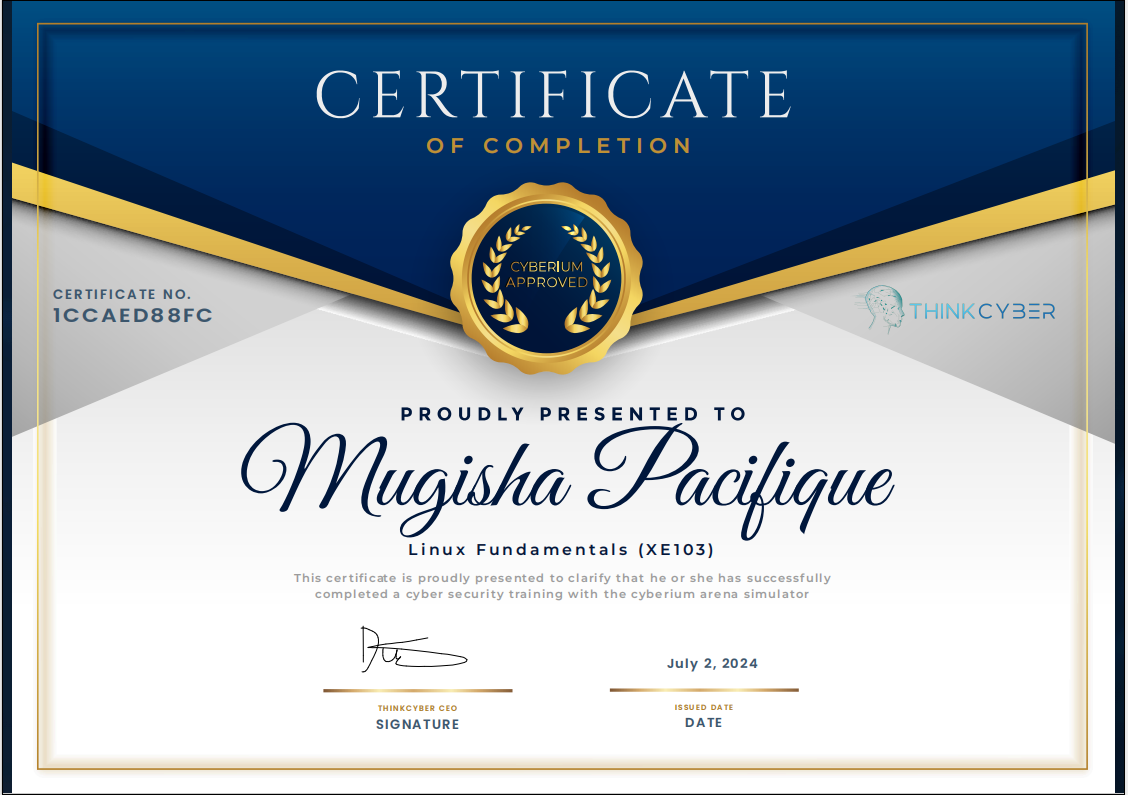 CERTIFICATE
OF COMPLETION
CYBERIUM
APPROVED
CERTIFICATE NO.
1CCAED88FC
THINKCYBER
PROUDLY PRESENTED TO
Mugisha Pacifique
Linux Fundamentals (XE103)
This certificate is proudly presented to clarify that he or she has successfully
completed a cyber security training with the cyberium arena simulator
July 2, 2024
THINKCYBER CEO
SIGNATURE
ISSUED DATE
DATE